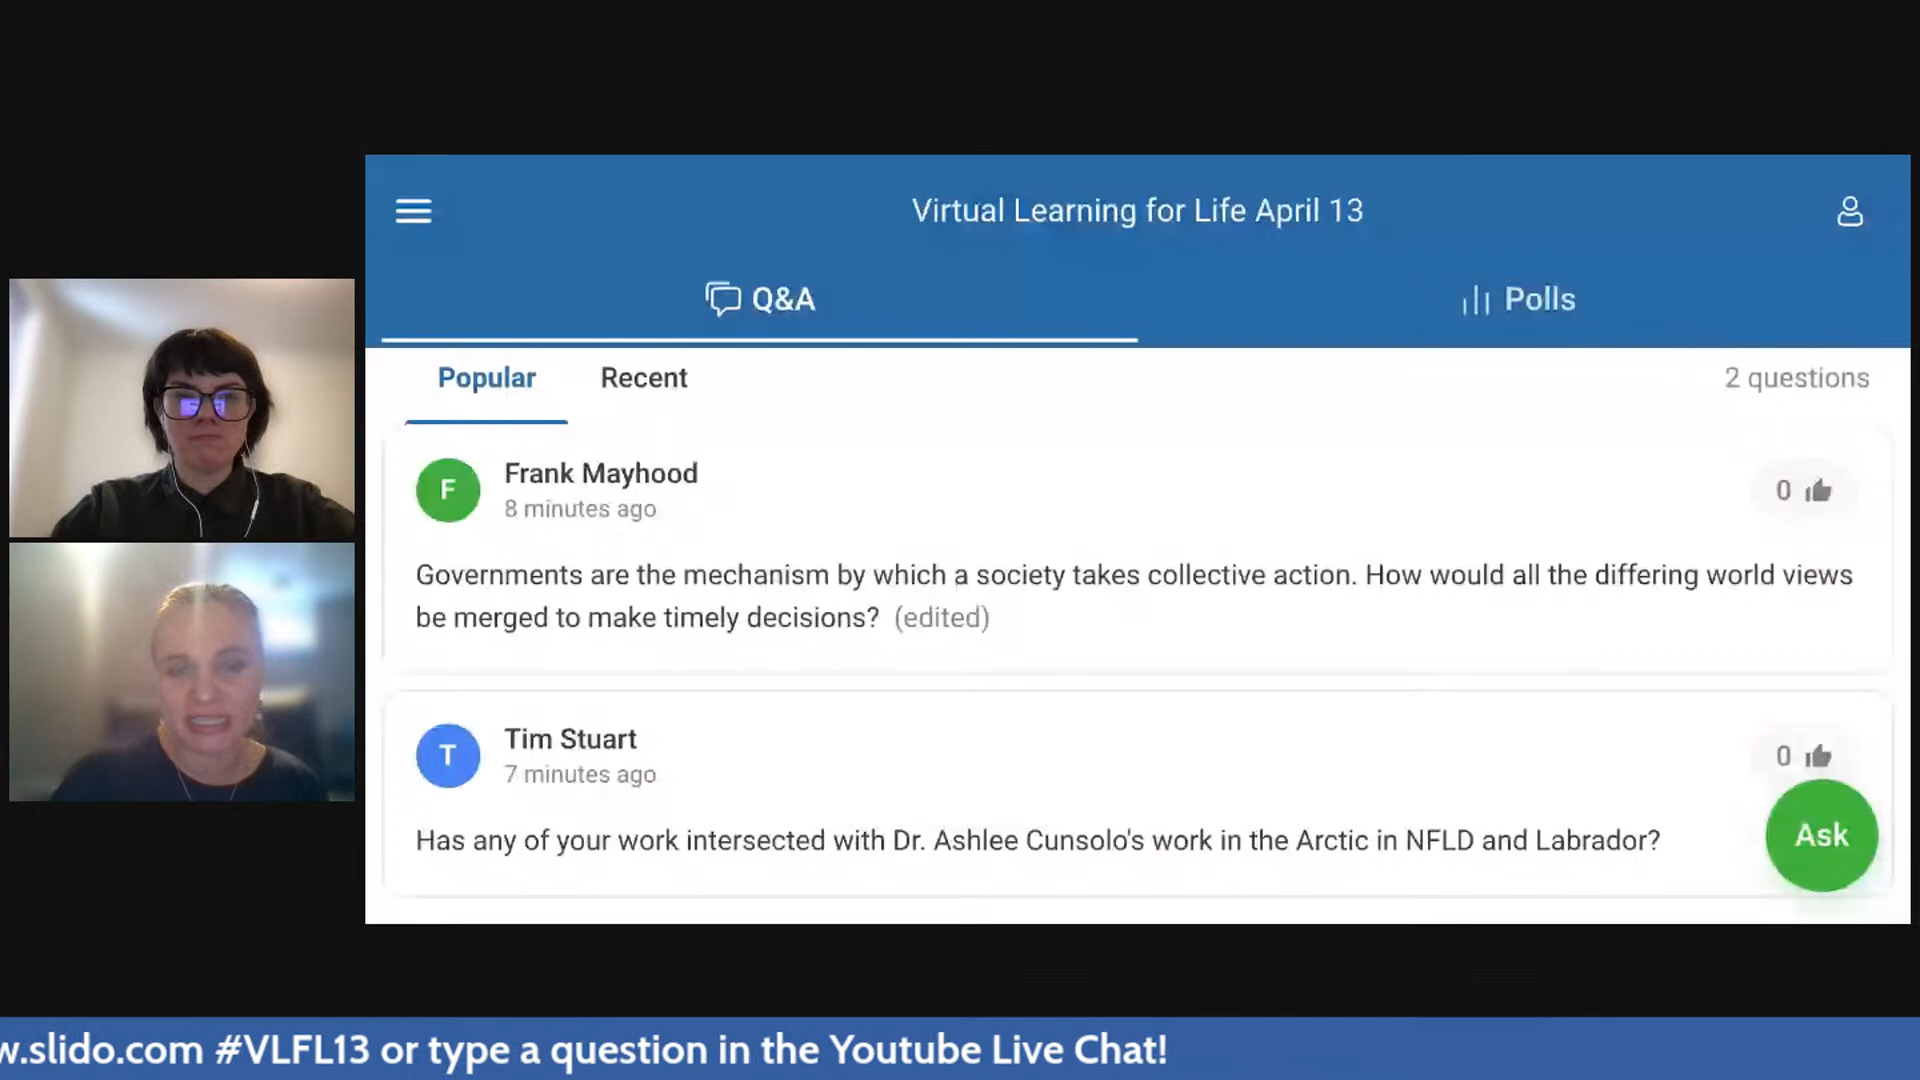 Virtual Learning for Life April 13
Q&A
Polls
Popular
Recent
2 questions
F
Frank Mayhood
8 minutes ago
0
Governments are the mechanism by which a society takes collective action. How would all the differing world views
be merged to make timely decisions? (edited)
T
Tim Stuart
7 minutes ago
0
Has any of your work intersected with Dr. Ashlee Cunsolo's work in the Arctic in NFLD and Labrador?
Ask
w.slido.com #VLFL13 or type a question in the Youtube Live Chat!